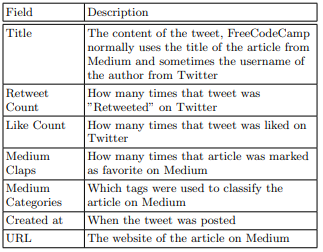 Field Description
Title The content of the tweet, FreeCodeCamp
normally uses the title of the article from
Medium and sometimes the username of
the author from Twitter
Retweet How many times that tweet was
Count "Retweeted" on Twitter
Like Count How many times that tweet was liked on
Twitter
Medium How many times that article was marked
Claps as favorite on Medium
Medium Which tags were used to classify the
Categories article on Medium
Created at When the tweet was posted
URL The website of the article on Medium